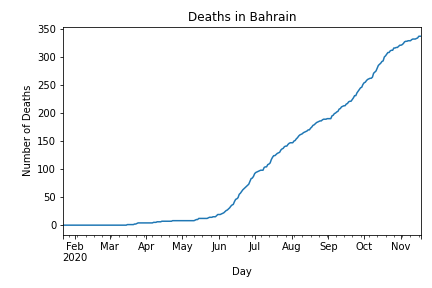 Deaths in Bahrain
Number of Deaths
350
300
250
200
150
100
50
0
Feb Mar Apr May Jun Jul Aug Sep Oct Nov
2020
Day